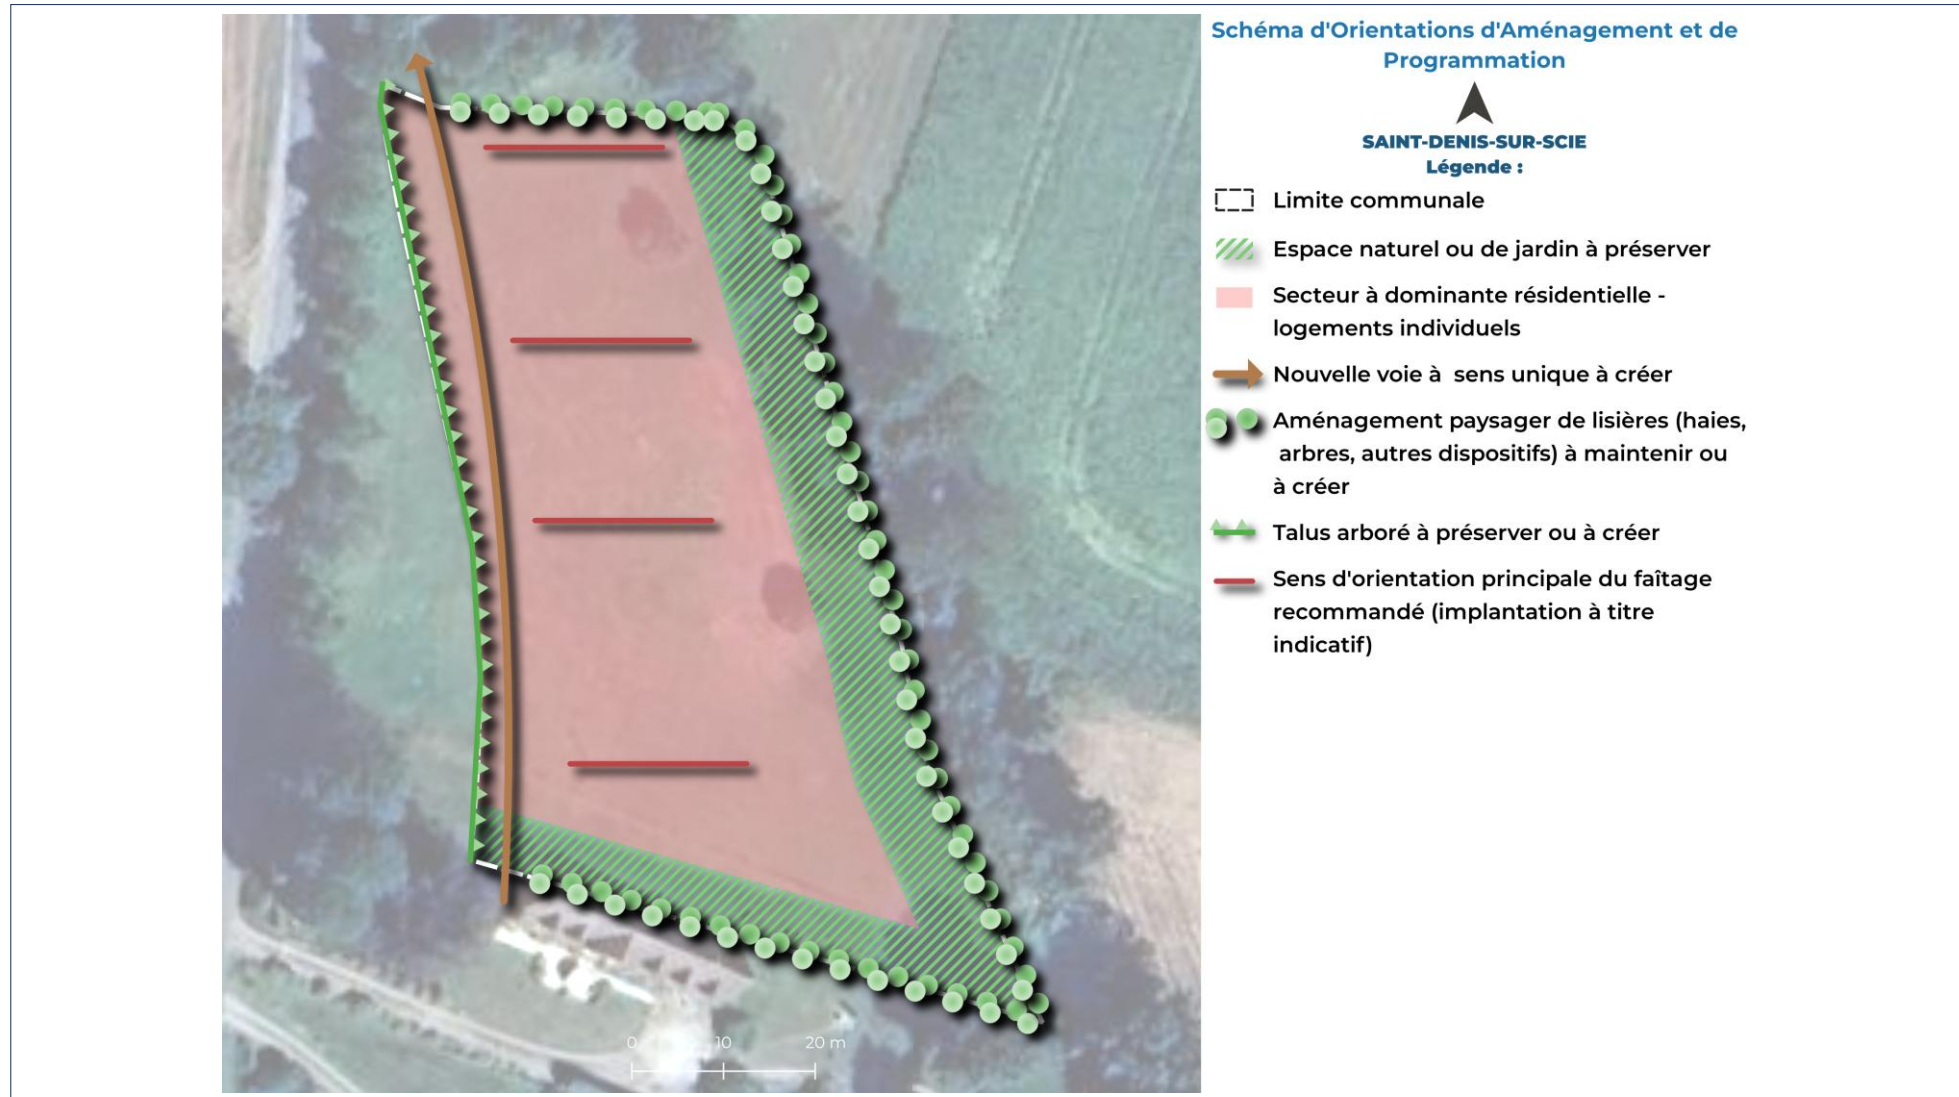 Schéma d'Orientations d'Aménagement et de
Programmation
SAINT-DENIS-SUR-SCIE
Légende :
Limite communale
Espace naturel ou de jardin à préserver
Secteur à dominante résidentielle -
logements individuels
Nouvelle voie à  sens unique à créer
Aménagement paysager de lisières (haies,
arbres, autres dispositifs) à maintenir ou
à créer
Talus arboré à préserver ou à créer
Sens d'orientation principale du faîtage
recommandé (implantation à titre
indicatif)
0 10 20 m